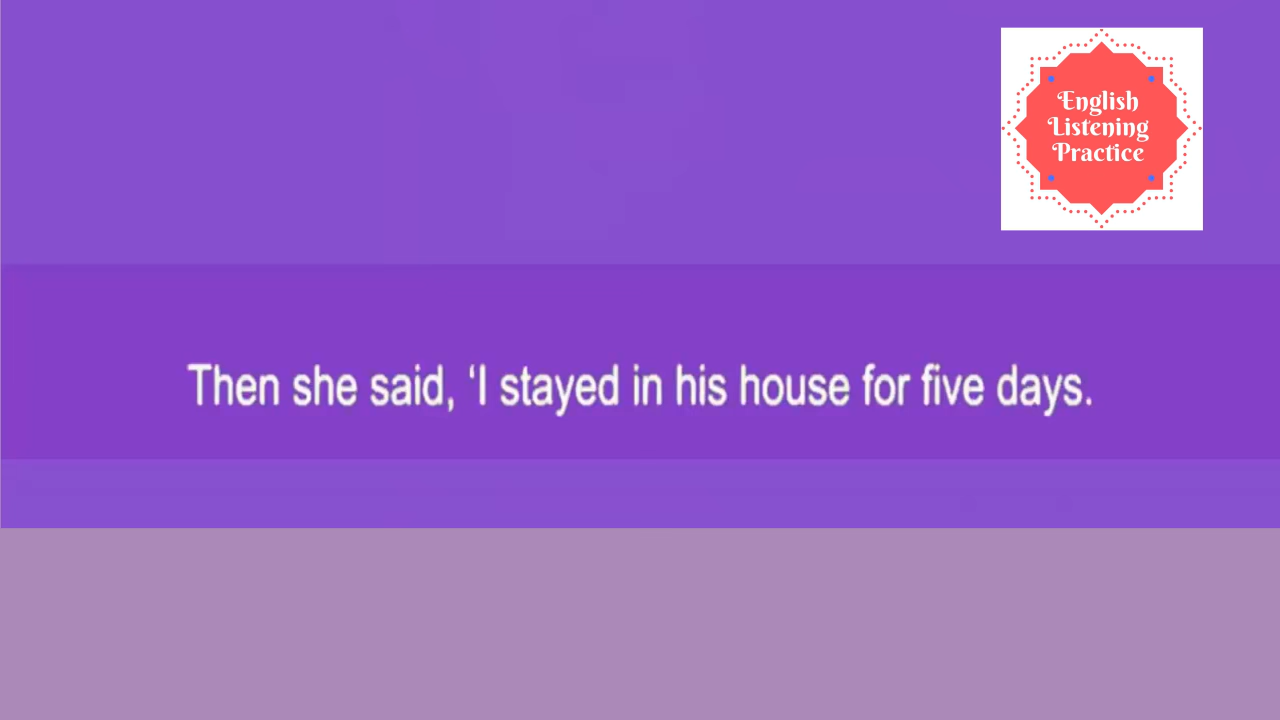 English
Listening
Practice
Then she said, ‘I stayed in his house for five days.